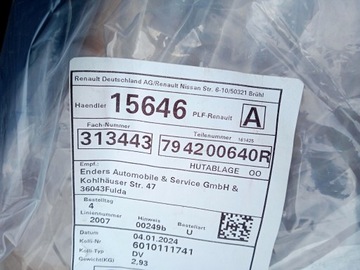 Renault Deutschland AG/Renault Nissan Str. 6-10/50321 Brühl
Haendler 15646 PLF-Renault A
Fach-Nummer Teilenummer 161425
313443 794200640R
HUTABLAGE OO
Empf.:
Enders Automobile & Service GmbH &
Kohlhäuser Str. 47
36043Fulda
Bestelltag Hinweis Bestellart
4 00249b U
Liniennummer
2007
Datum 04.01.2024
Kolli-Nr 6010111741
Kolli-Typ DV
Gewicht(KG) 2,93